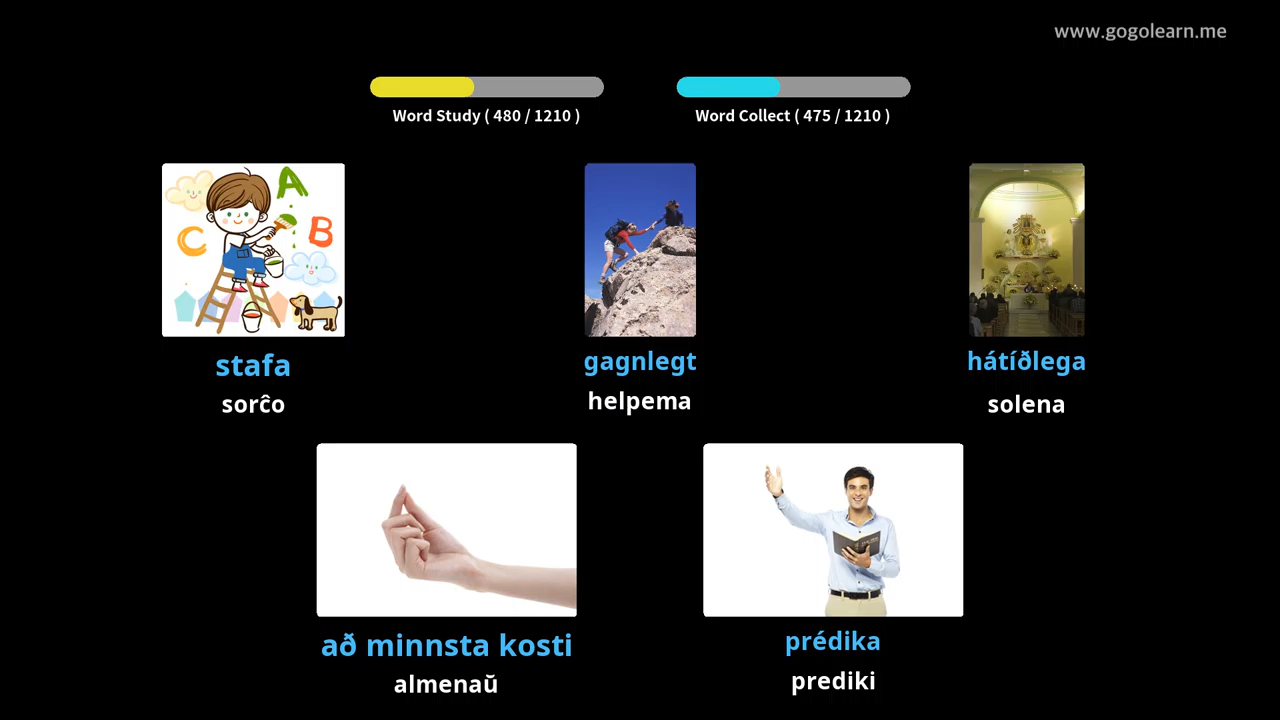 www.gogolearn.me
Word Study ( 480 / 1210 )
Word Collect ( 475 / 1210 )
A
B
C
stafa
sorĉo
gagnlegt
helpema
hátíðlega
solena
að minnsta kosti
almenaŭ
prédika
prediki